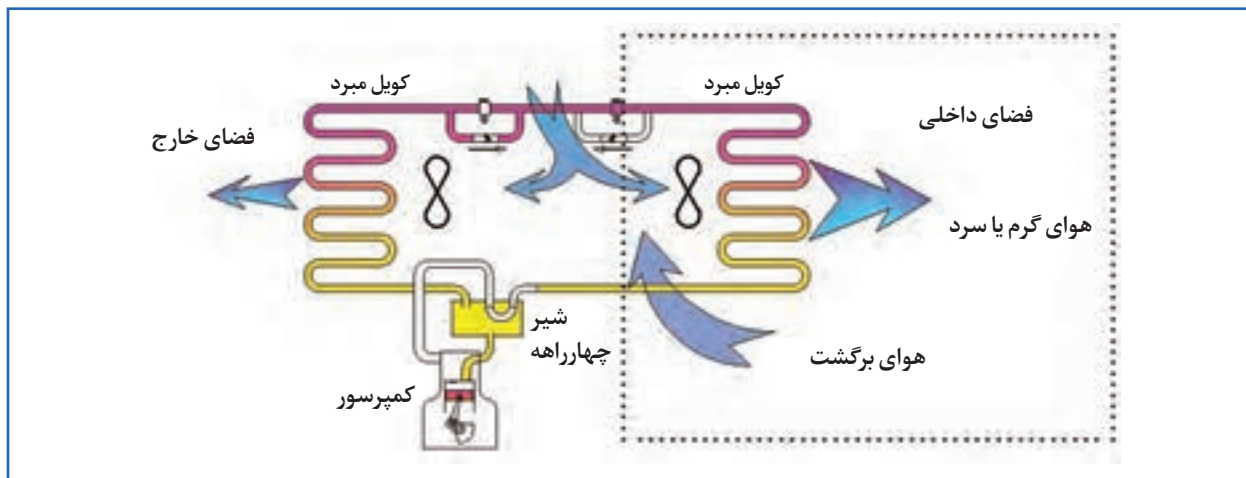 کویل مبرد
کویل مبرد
فضای داخلی
فضای خارج
هوای گرم یا سرد
شیر
چهارراهه
هوای برگشت
کمپرسور